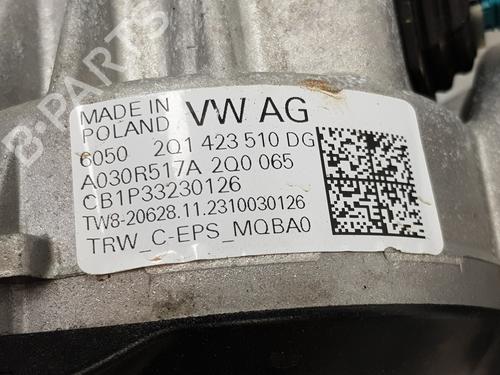 MADE IN
POLAND VW AG
6050 2Q1 423 510 DG
A030R517A 2Q0 065
CB1P33230126
TW8-20628.11.2310030126
TRW_C-EPS_MQBA0
B-PARTS